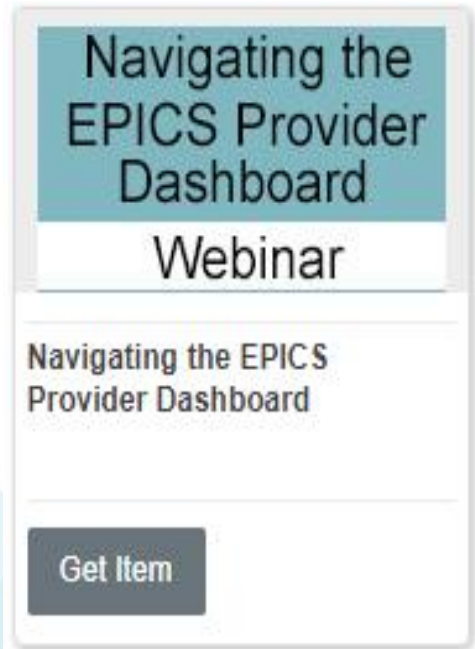 Navigating the
EPICS Provider
Dashboard
Webinar
Navigating the EPICS
Provider Dashboard
Get Item